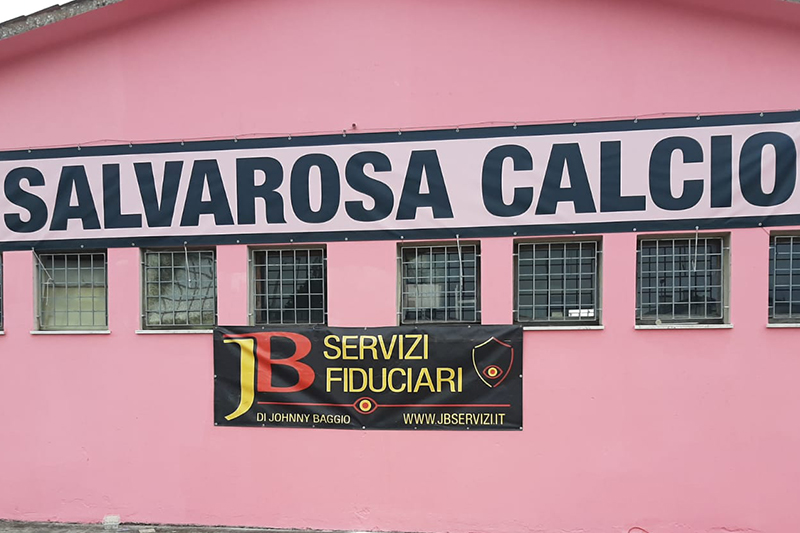 SALVAROSA CALCIO
JB SERVIZI
FIDUCIARI
DI JOHNNY BAGGIO WWW.JBSERVIZI.IT